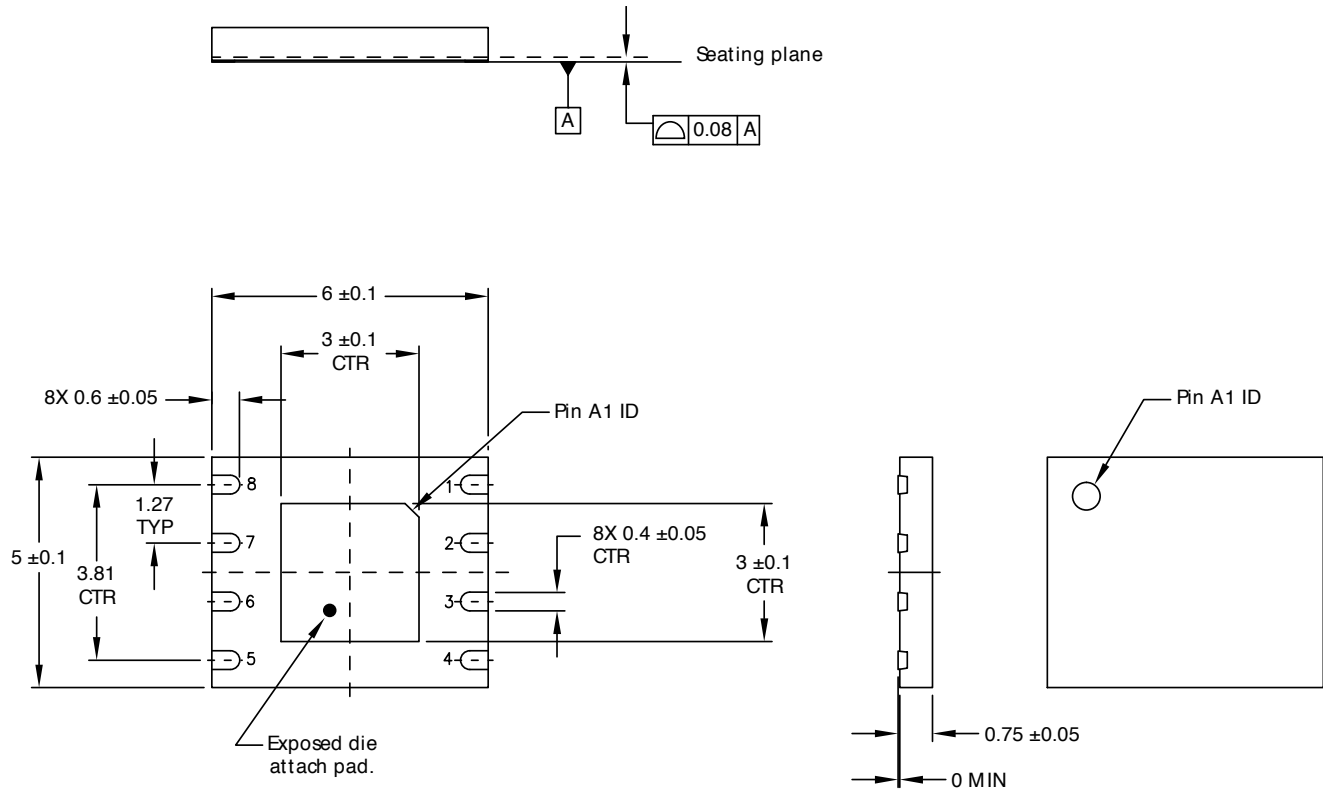 Seating plane
A
0.08 A
6 ±0.1
3 ±0.1
CTR
8X 0.6 ±0.05
Pin A1 ID
Pin A1 ID
8
1
1.27
TYP
7
2
8X 0.4 ±0.05
CTR
5 ±0.1
3.81
CTR
3 ±0.1
CTR
6
3
5
4
Exposed die
attach pad.
0.75 ±0.05
0 MIN